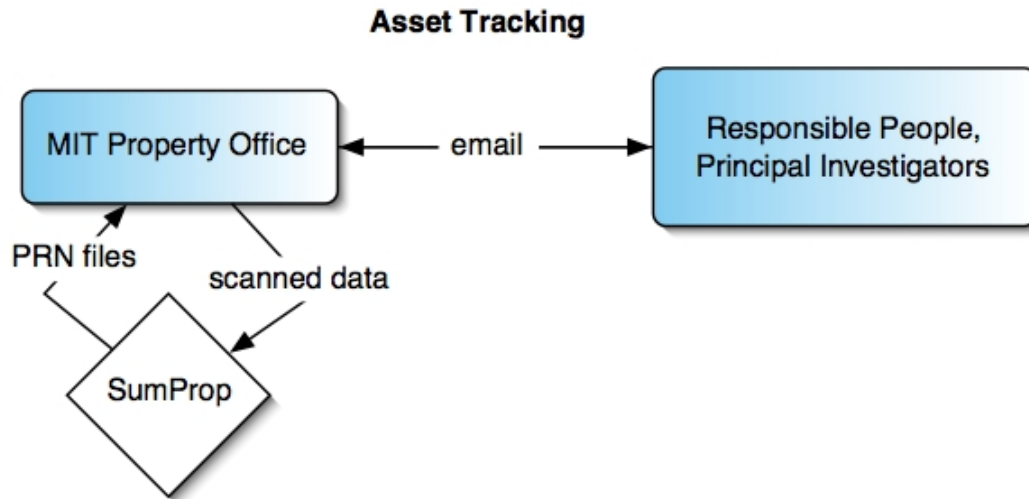 Asset Tracking
MIT Property Office
email
Responsible People,
Principal Investigators
PRN files
scanned data
SumProp